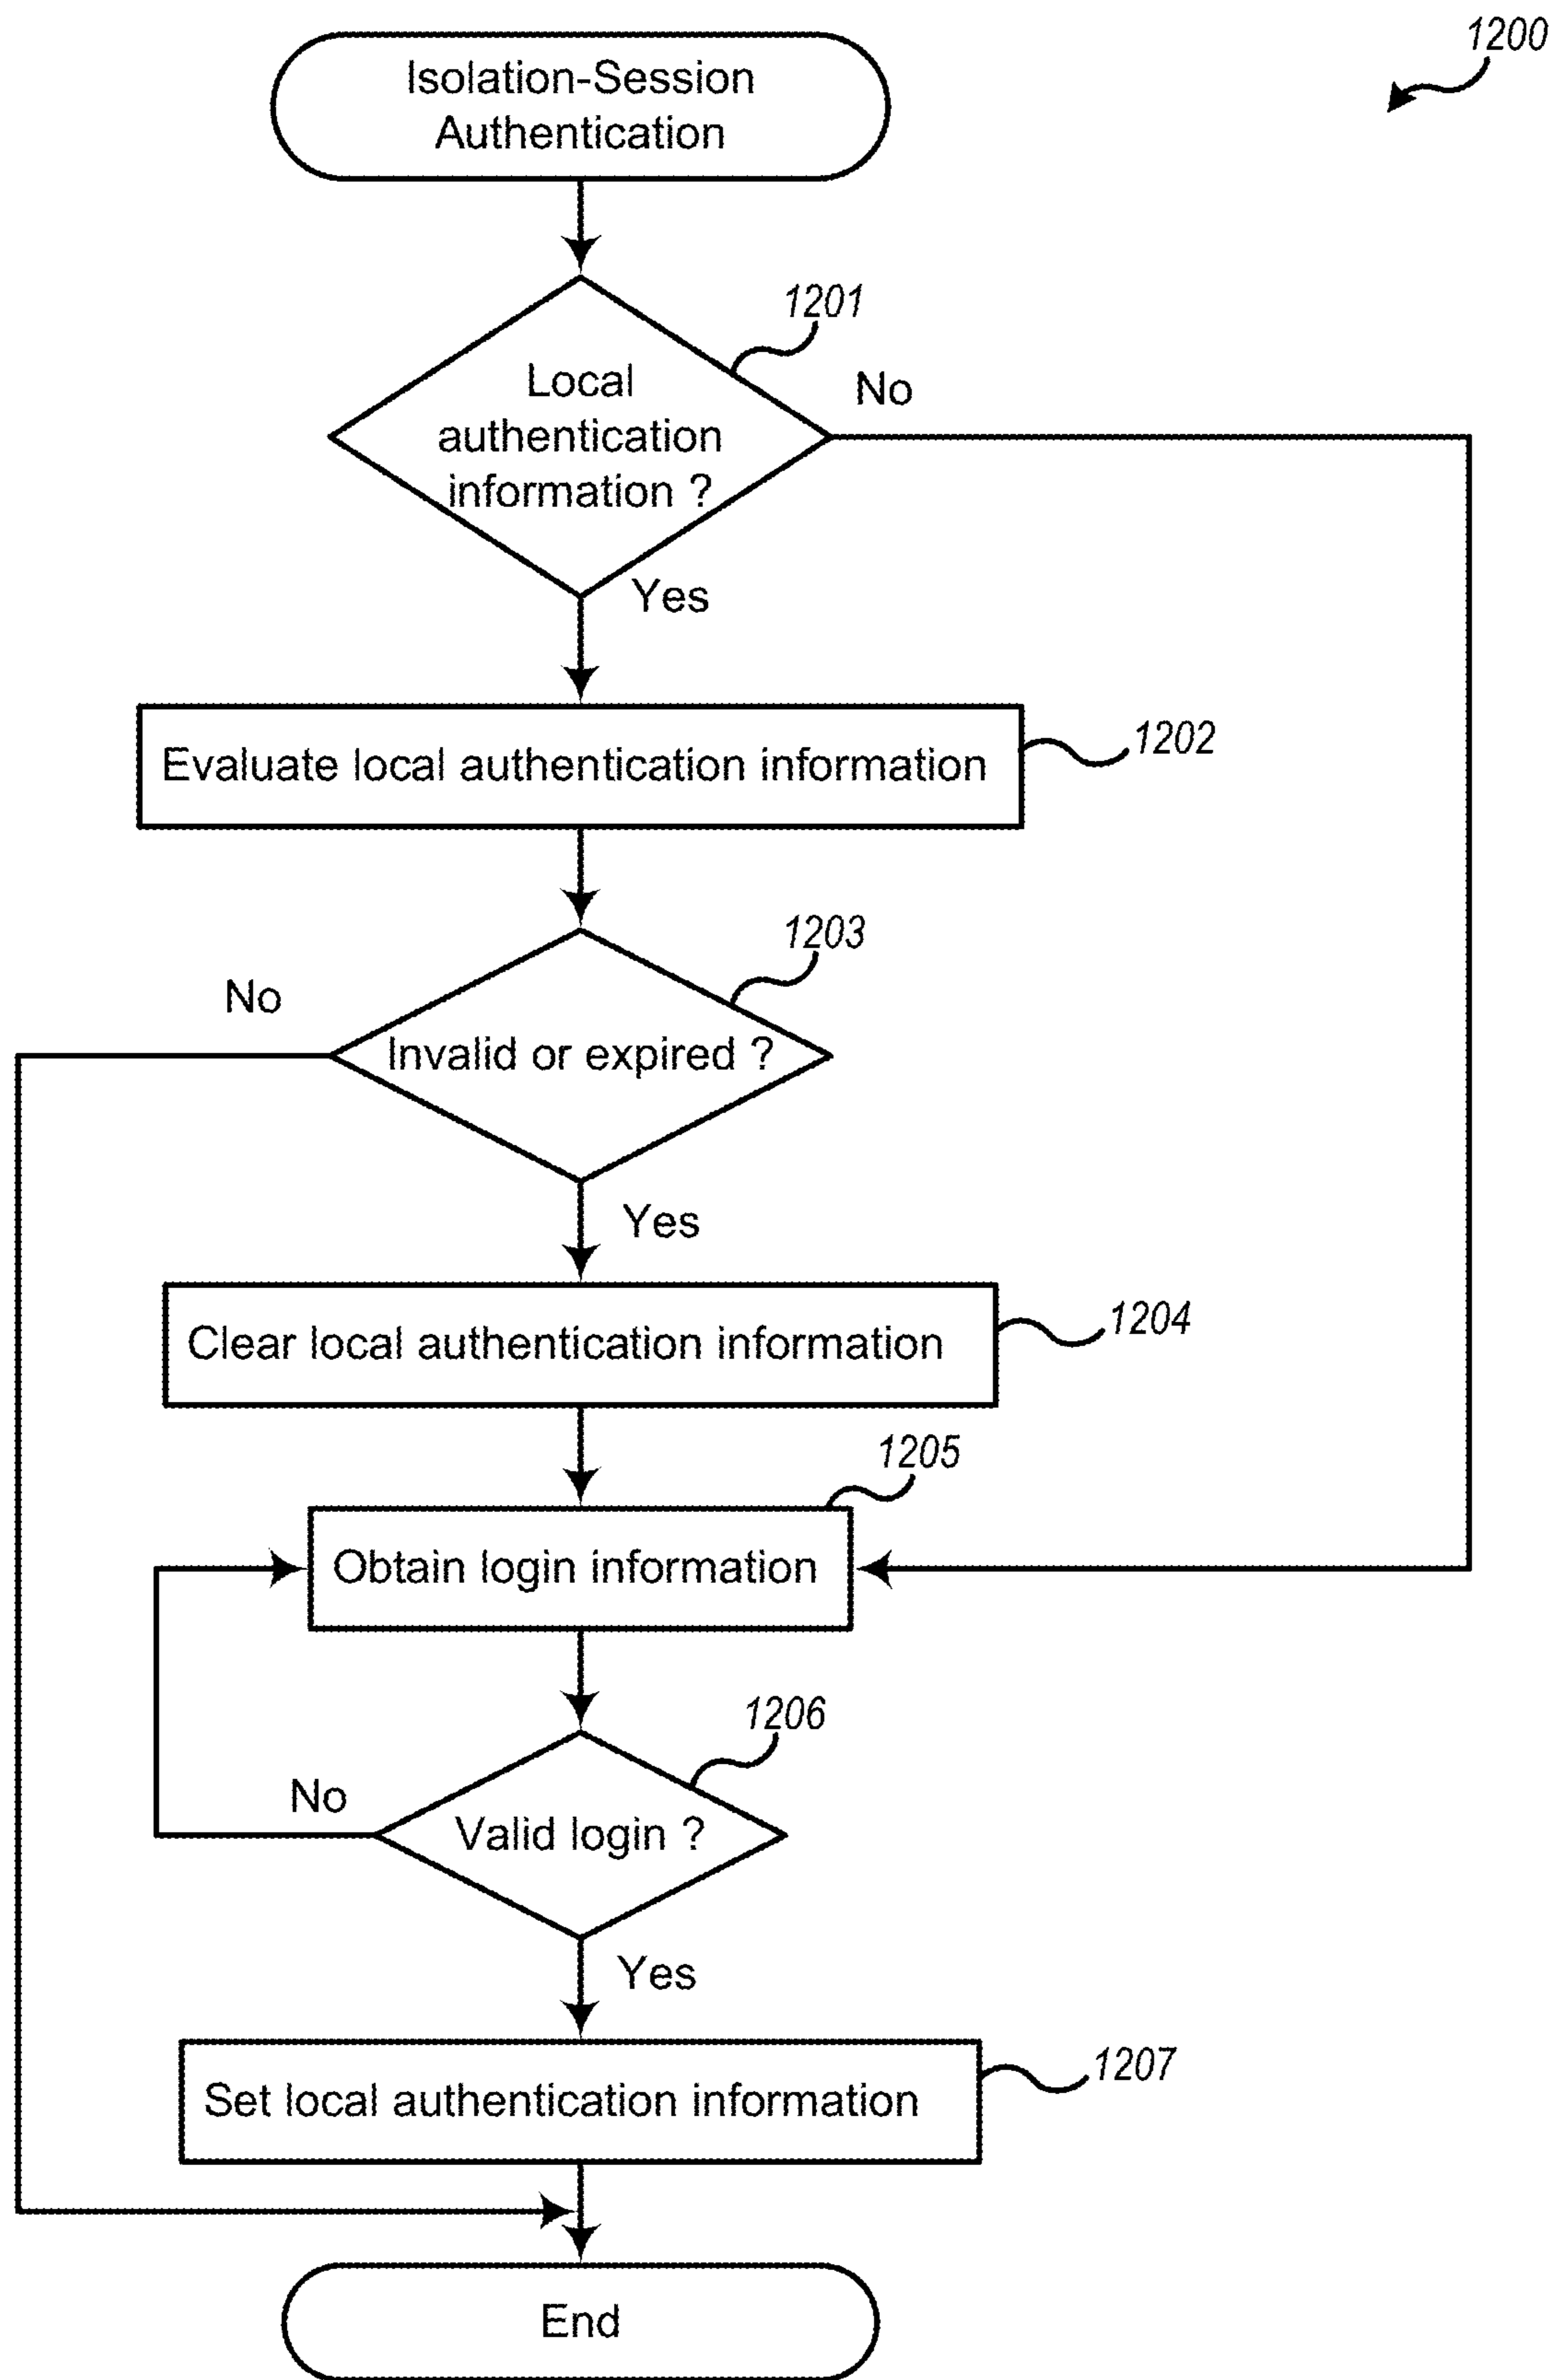 1200
Isolation-Session
Authentication
1201
Local
authentication
information ?
No
Yes
Evaluate local authentication information
1202
1203
No
Invalid or expired ?
Yes
Clear local authentication information
1204
1205
Obtain login information
1206
No
Valid login ?
Yes
Set local authentication information
1207
End